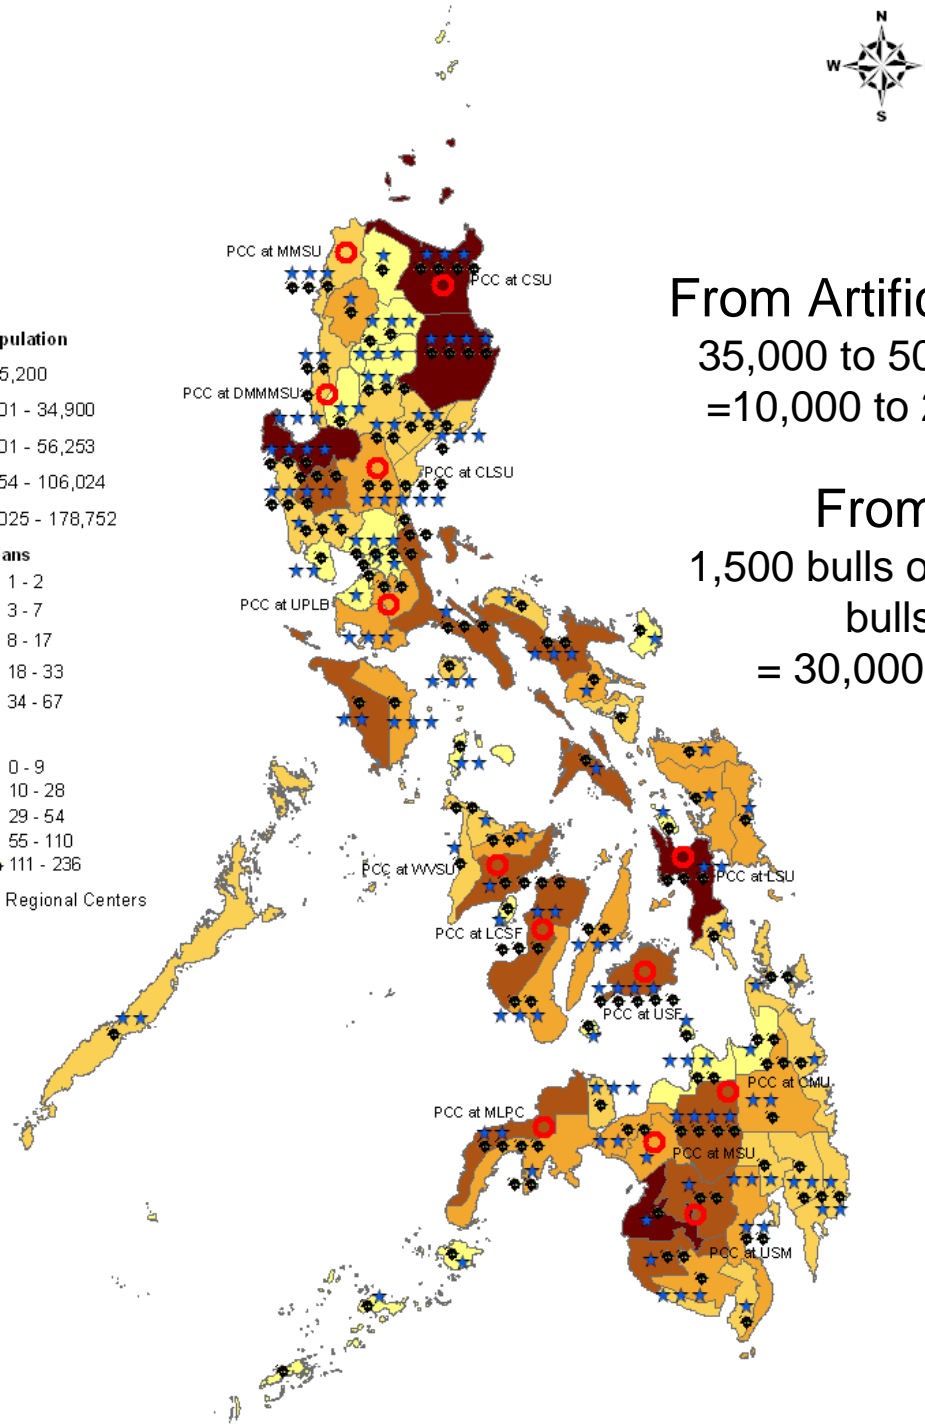 N
W
S
PCC at MMSU
PCC at CSU
PCC at DMMMSU
PCC at CLSU
PCC at UPLB
PCC at WVSU
PCC at LSU
PCC at LCSF
PCC at USF
PCC at CMU
PCC at MLPC
PCC at MSU
PCC at USM
pulation
5,200
01 - 34,900
01 - 56,253
54 - 106,024
025 - 178,752
ans
1 - 2
3 - 7
8 - 17
18 - 33
34 - 67
0 - 9
10 - 28
29 - 54
55 - 110
111 - 236
Regional Centers
From Artific
35,000 to 50
=10,000 to 2
From
1,500 bulls o
bulls
= 30,000